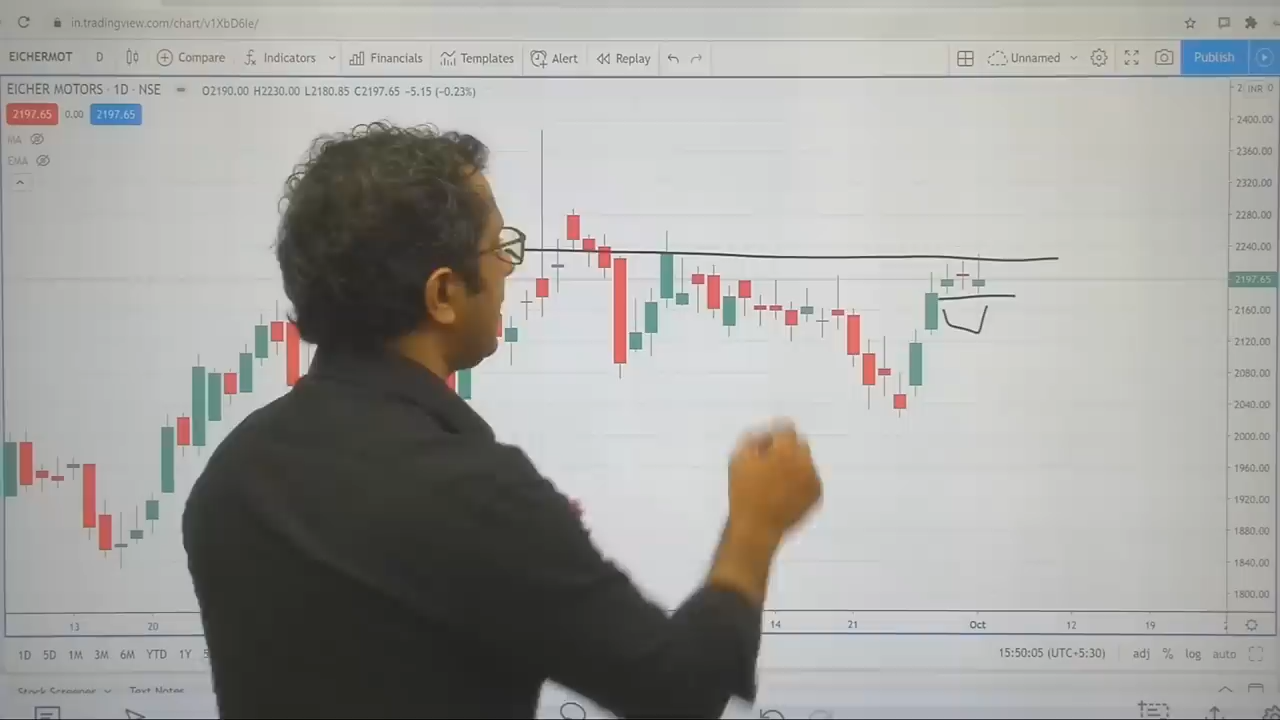 in.tradingview.com/chart/v1XbD6Ie/
EICHERMOT D Compare Indicators Financials Templates Alert Replay Unnamed Publish
EICHER MOTORS · 1D · NSE O2190.00 H2230.00 L2180.85 C2197.65 −5.15 (−0.23%) INR
2197.65 0.00 2197.65
MA
EMA
2400.00
2360.00
2320.00
2280.00
2240.00
2197.65
2160.00
2120.00
2080.00
2040.00
2000.00
1960.00
1920.00
1880.00
1840.00
1800.00
13 20 14 21 Oct 12 19
1D 5D 1M 3M 6M YTD 1Y 15:50:05 (UTC+5:30) adj % log auto
Stock Screener Text Notes